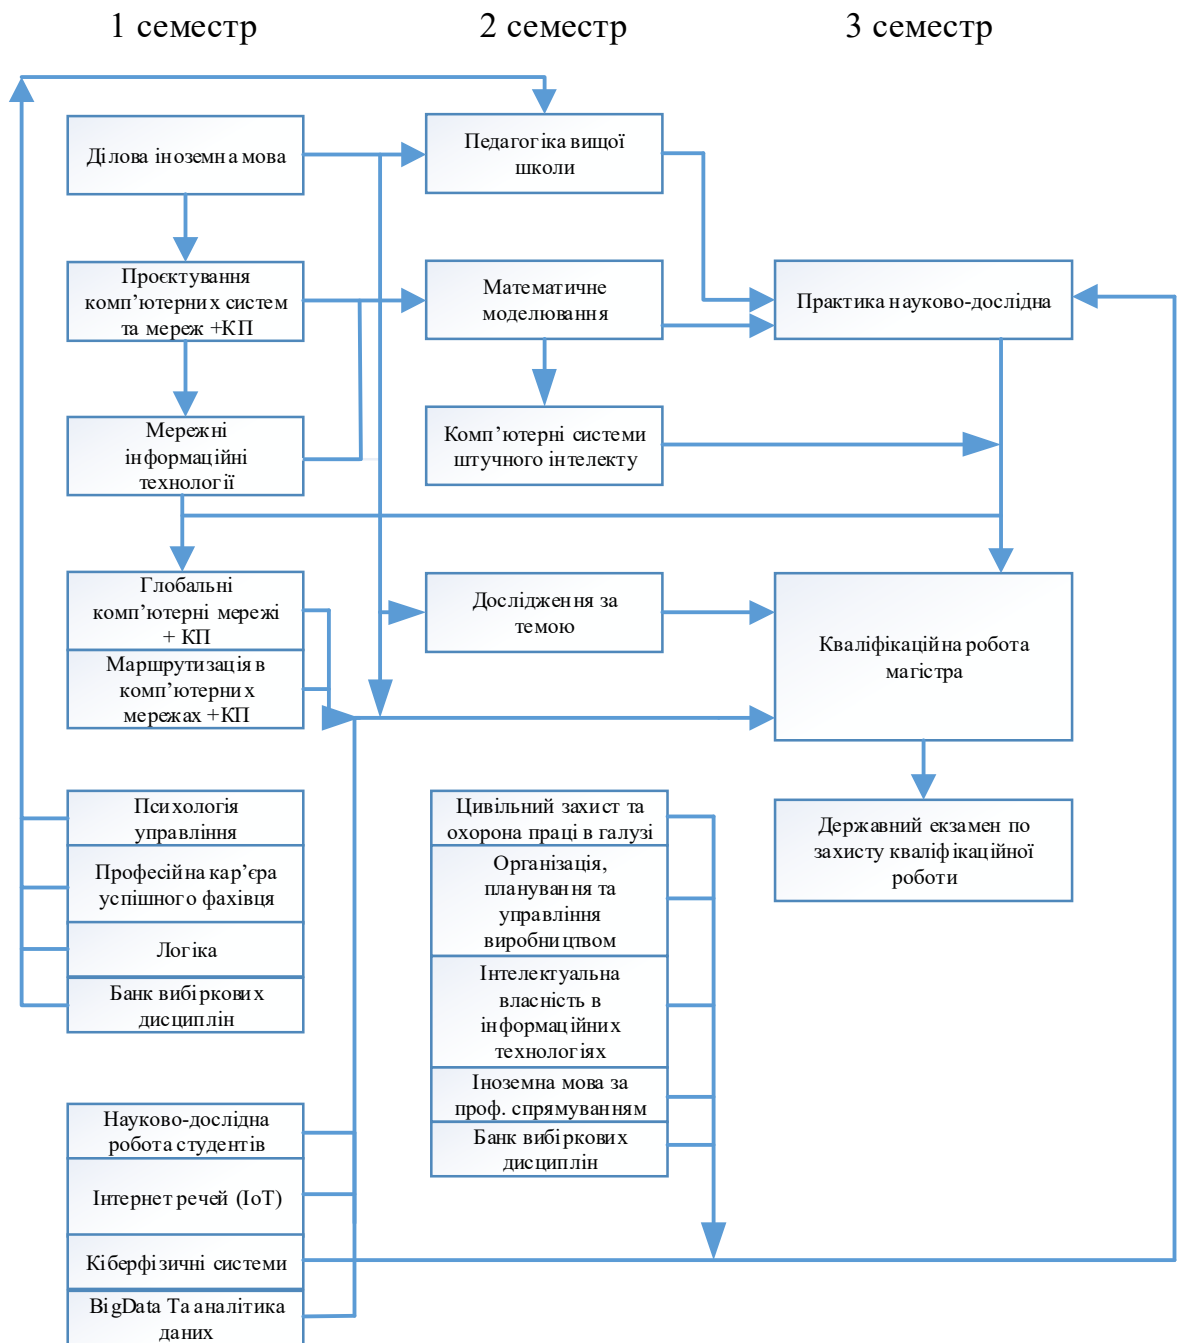 1 семестр
2 семестр
3 семестр
Ділова іноземна мова
Педагогіка вищої
школи
Проєктування
комп’ютерних систем
та мереж +КП
Математичне
моделювання
Практика науково-дослідна
Мережні
інформаційні
технології
Комп’ютерні системи
штучного інтелекту
Глобальні
комп’ютерні мережі
+ КП
Дослідження за
темою
Кваліфікаційна робота
магістра
Маршрутизація в
комп’ютерних
мережах +КП
Психологія
управління
Професійна кар’єра
успішного фахівця
Логіка
Банк вибіркових
дисциплін
Цивільний захист та
охорона праці в галузі
Організація,
планування та
управління
виробництвом
Інтелектуальна
власність в
інформаційних
технологіях
Іноземна мова за
проф. спрямуванням
Банк вибіркових
дисциплін
Державний екзамен по
захисту кваліфікаційної
роботи
Науково-дослідна
робота студентів
Інтернет речей (IoT)
Кіберфізичні системи
BigData Та аналітика
даних